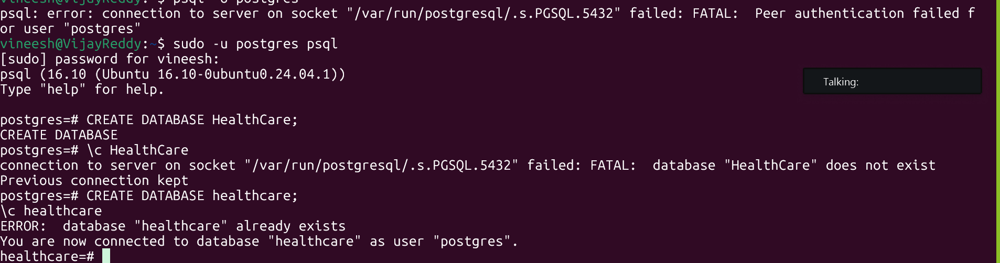 vineesh@VijayReddy:~$ psql -U postgres
psql: error: connection to server on socket "/var/run/postgresql/.s.PGSQL.5432" failed: FATAL:  Peer authentication failed f
or user "postgres"
vineesh@VijayReddy:~$ sudo -u postgres psql
[sudo] password for vineesh:
psql (16.10 (Ubuntu 16.10-0ubuntu0.24.04.1))
Talking:
Type "help" for help.
postgres=# CREATE DATABASE HealthCare;
CREATE DATABASE
postgres=# \c HealthCare
connection to server on socket "/var/run/postgresql/.s.PGSQL.5432" failed: FATAL:  database "HealthCare" does not exist
Previous connection kept
postgres=# CREATE DATABASE healthcare;
\c healthcare
ERROR:  database "healthcare" already exists
You are now connected to database "healthcare" as user "postgres".
healthcare=#